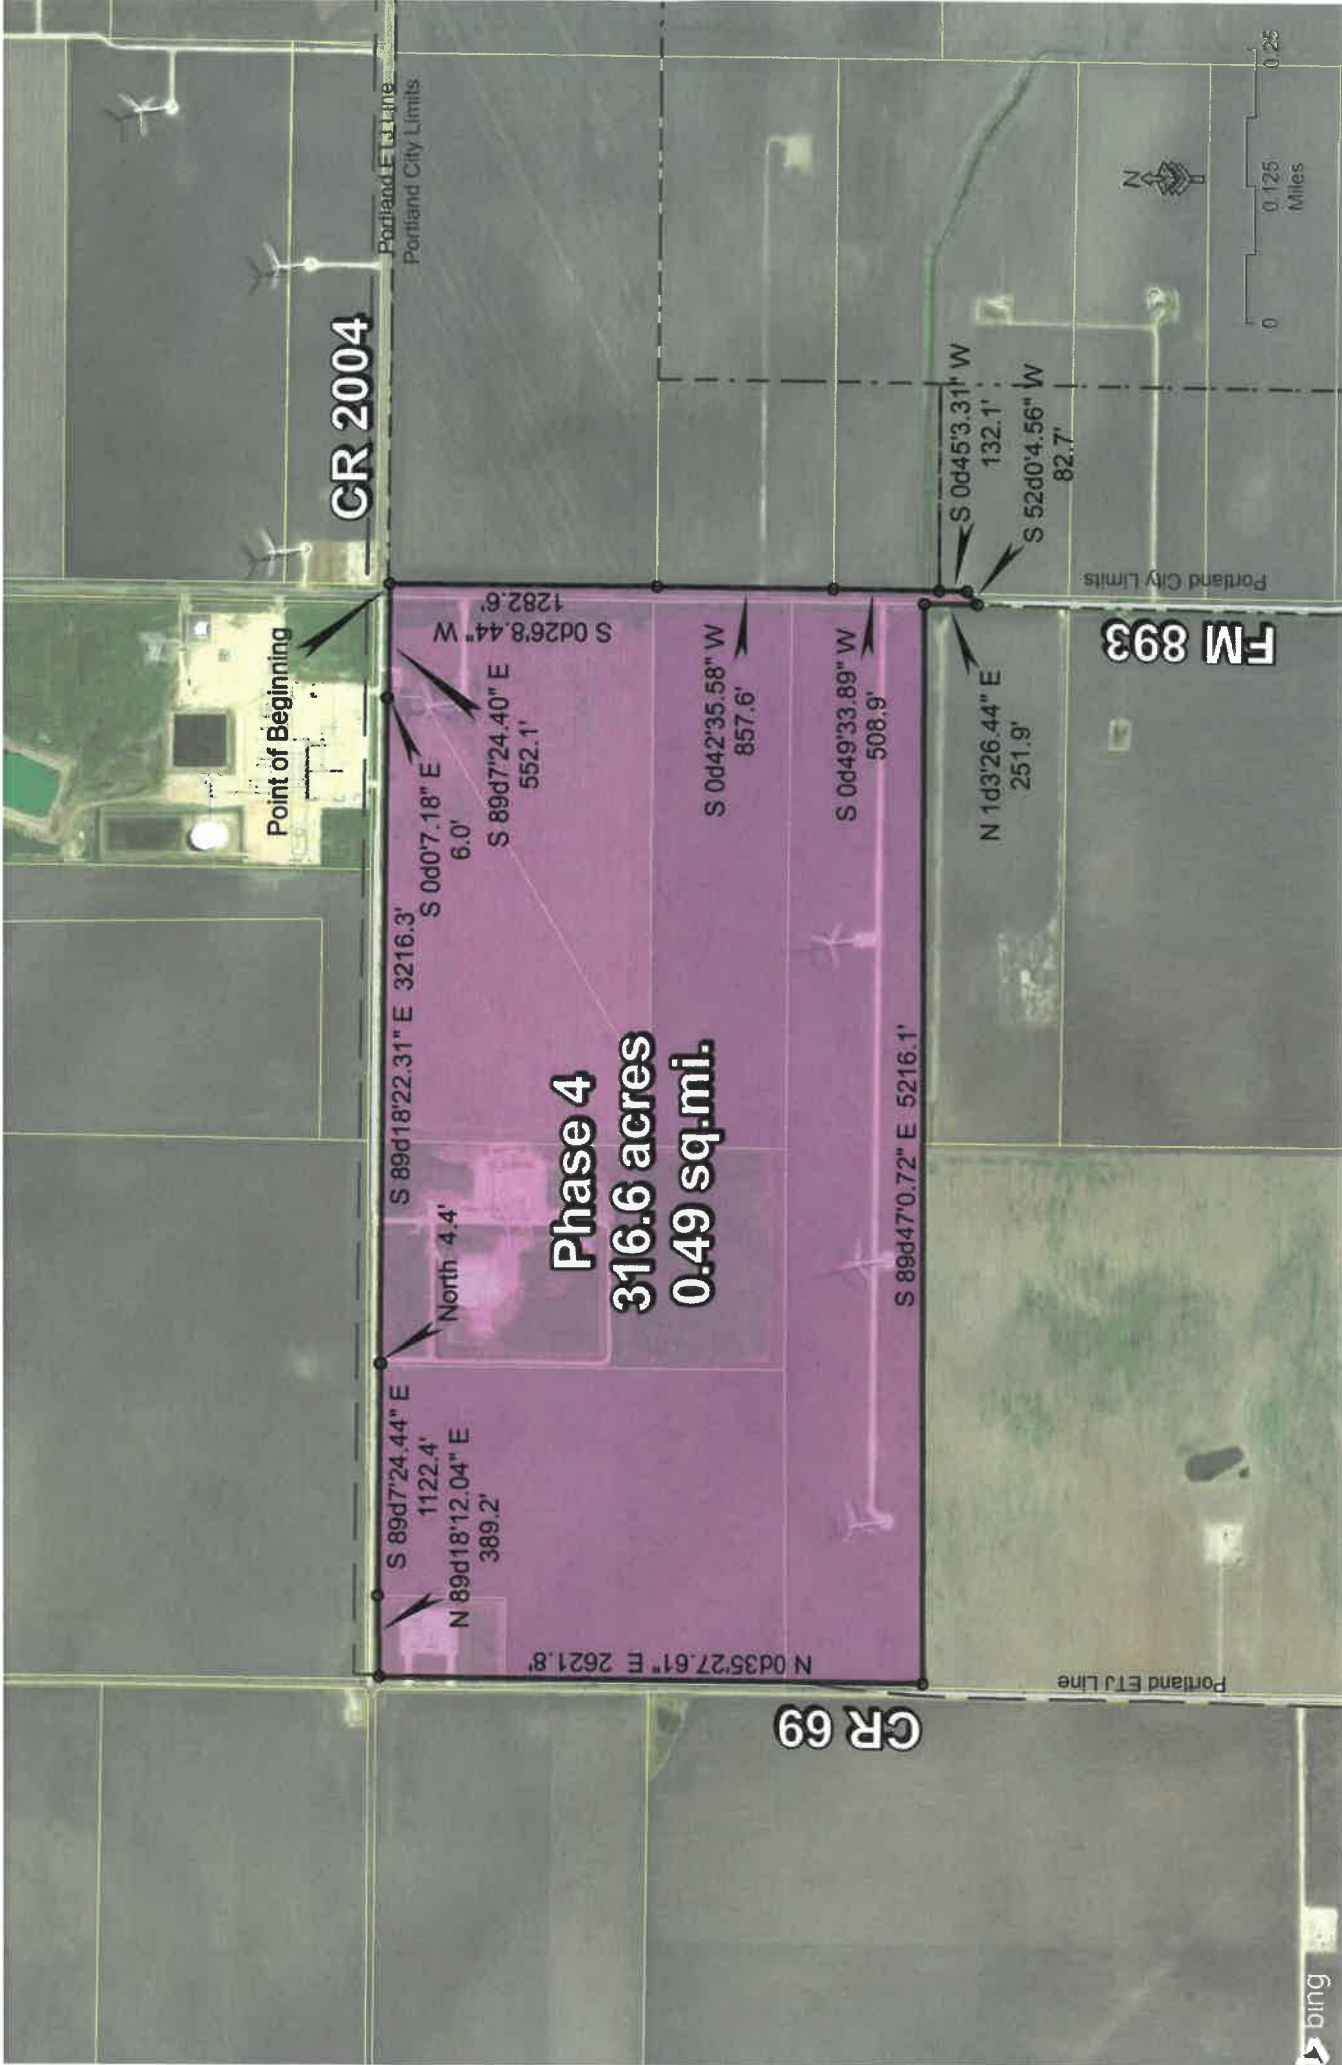 CR 2004
Portland ETJ Line
Portland City Limits
Point of Beginning
S 0d26'8.44" W
1282.6'
S 89d7'24.40" E
552.1'
S 0d0'7.18" E
6.0'
S 89d18'22.31" E 3216.3'
North 4.4'
S 89d7'24.44" E
1122.4'
N 89d18'12.04" E
389.2'
N 0d35'27.61" E 2621.8'
CR 69
Portland ETJ Line
Phase 4
316.6 acres
0.49 sq.mi.
S 0d42'35.58" W
857.6'
S 0d49'33.89" W
508.9'
S 89d47'0.72" E 5216.1'
N 1d3'26.44" E
251.9'
S 0d45'3.31" W
132.1'
S 52d0'4.56" W
82.7'
FM 893
Portland City Limits
N
0 0.125 0.25
Miles
bing